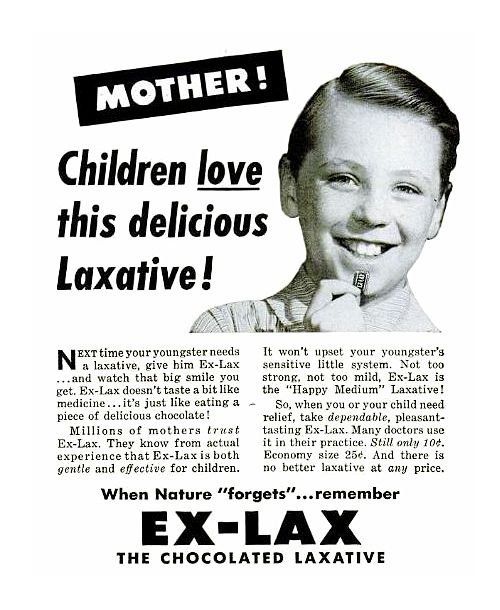 MOTHER!
Children love
this delicious
Laxative!
NEXT time your youngster needs
a laxative, give him Ex-Lax
...and watch that big smile you
get. Ex-Lax doesn't taste a bit like
medicine...it's just like eating a
piece of delicious chocolate!
Millions of mothers trust
Ex-Lax. They know from actual
experience that Ex-Lax is both
gentle and effective for children.
It won't upset your youngster's
sensitive little system. Not too
strong, not too mild, Ex-Lax is
the "Happy Medium" Laxative!
So, when you or your child need
relief, take dependable, pleasant-
tasting Ex-Lax. Many doctors use
it in their practice. Still only 10¢.
Economy size 25¢. And there is
no better laxative at any price.
When Nature "forgets"...remember
EX-LAX
THE CHOCOLATED LAXATIVE